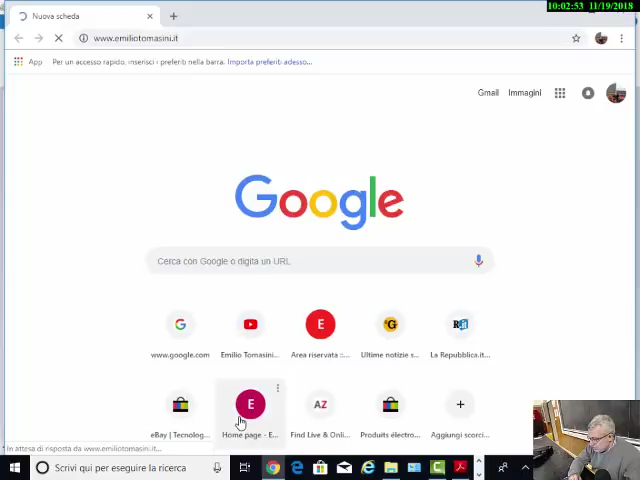 10:02:53 11/19/2018
Nuova scheda
www.emiliotomasini.it
App Per un accesso rapido, inserisci i preferiti nella barra. Importa preferiti adesso...
Gmail Immagini
Google
Cerca con Google o digita un URL
G E G R.it
www.google.com Emilio Tomasini... Area riservata ::... Ultime notizie s... La Repubblica.it...
E AZ
eBay | Tecnolog... Home page - E... Find Live & Onli... Produits électro... Aggiungi scorci...
In attesa di risposta da www.emiliotomasini.it...
Scrivi qui per eseguire la ricerca